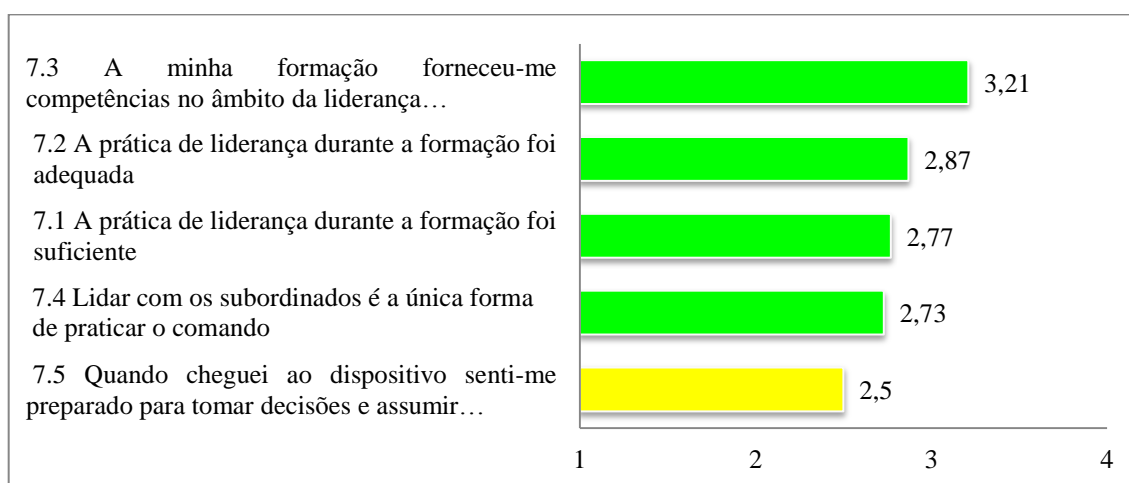 7.3 A minha formação forneceu-me
competências no âmbito da liderança…
3,21
7.2 A prática de liderança durante a formação foi
adequada
2,87
7.1 A prática de liderança durante a formação foi
suficiente
2,77
7.4 Lidar com os subordinados é a única forma
de praticar o comando
2,73
7.5 Quando cheguei ao dispositivo senti-me
preparado para tomar decisões e assumir…
2,5
1 2 3 4